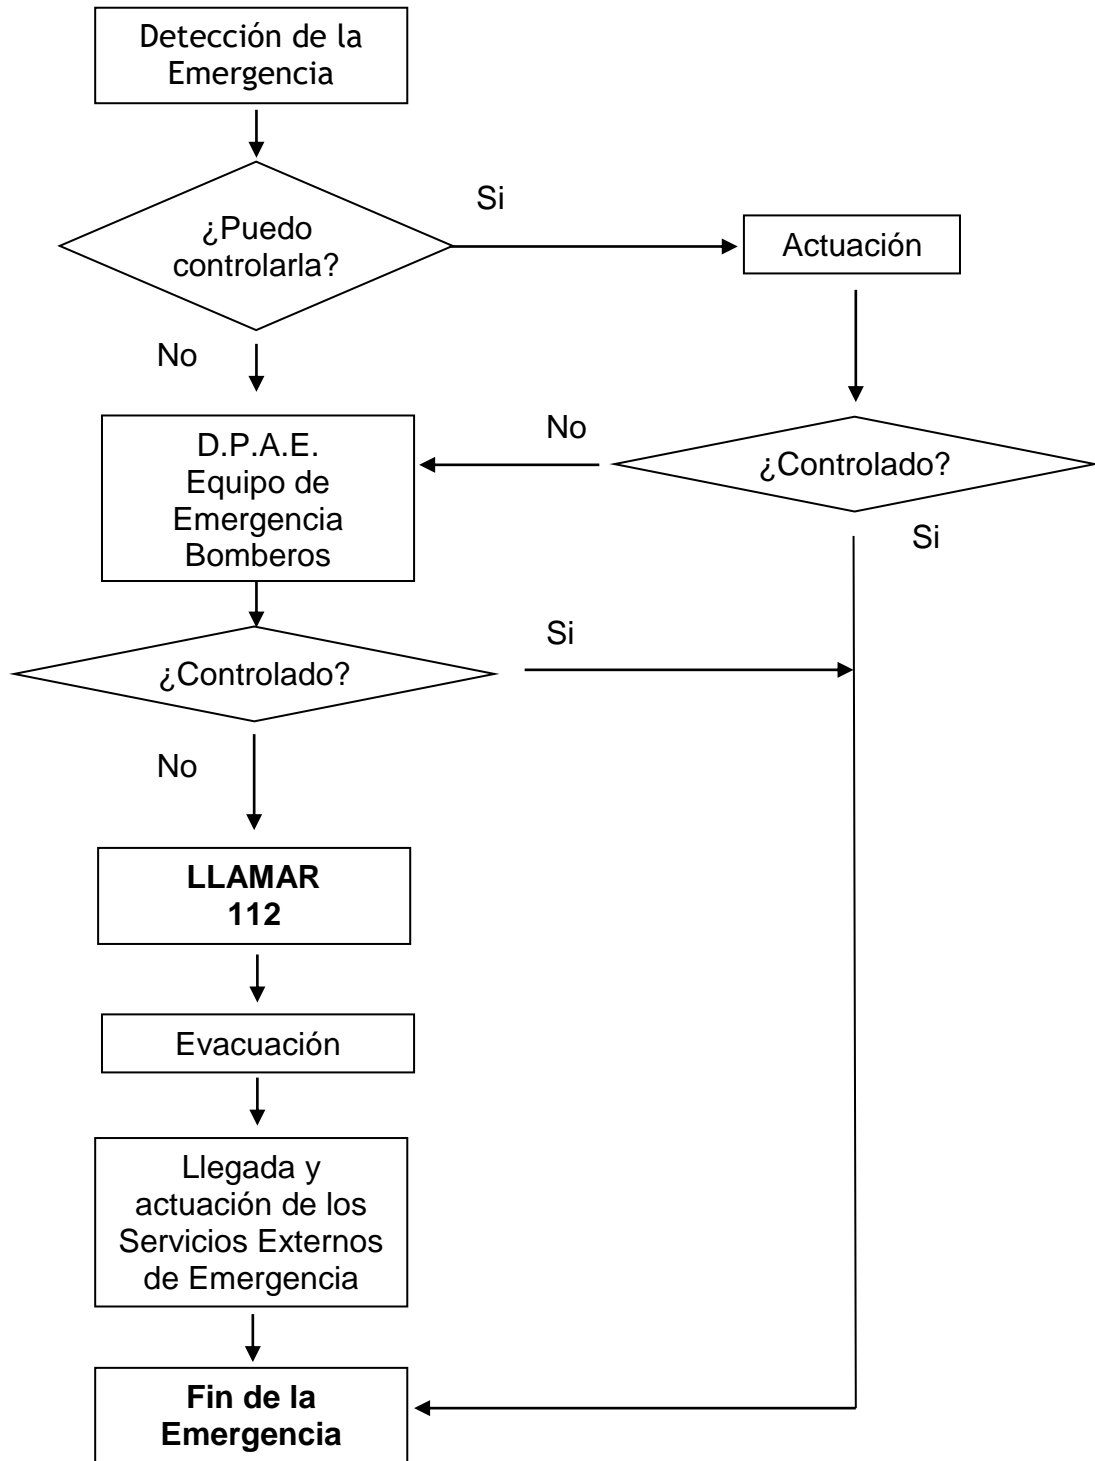 Detección de la
Emergencia
¿Puedo
controlarla?
Si
Actuación
No
D.P.A.E.
Equipo de
Emergencia
Bomberos
No
¿Controlado?
Si
¿Controlado?
Si
No
LLAMAR
112
Evacuación
Llegada y
actuación de los
Servicios Externos
de Emergencia
Fin de la
Emergencia